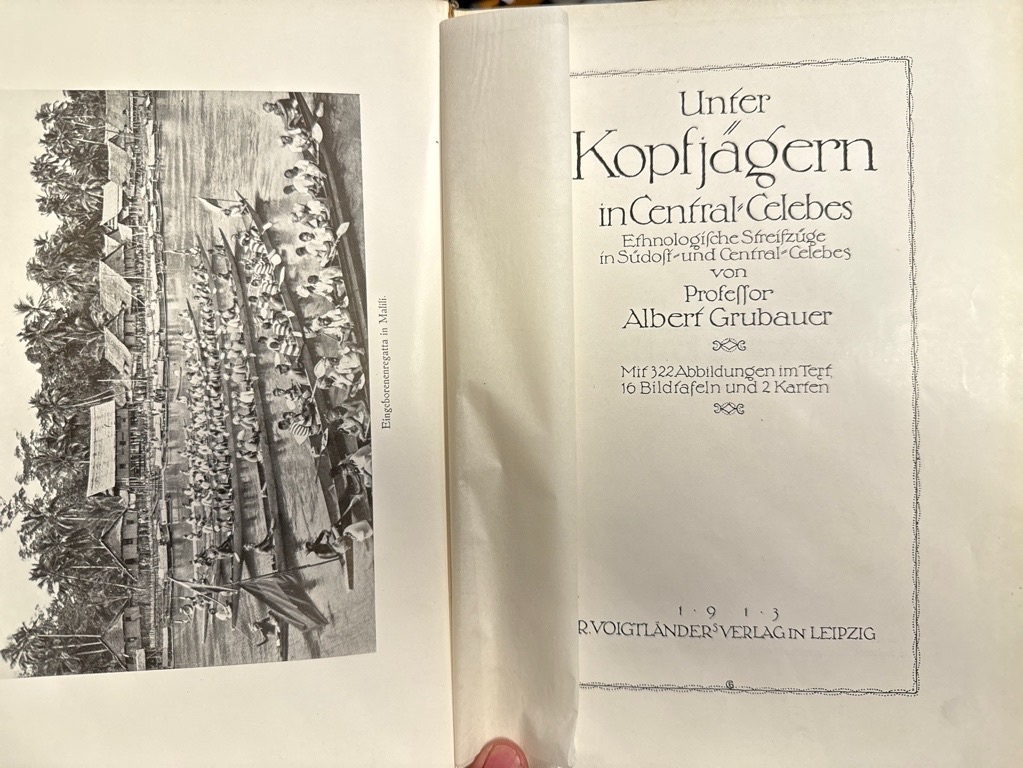 Eingeborenenregatta in Malili.
Unter
Kopfjägern
in Central-Celebes
Ethnologiſche Streifzüge
in Südoſt- und Central-Celebes
von
Profeſſor
Albert Grubauer
Mit 322 Abbildungen im Text
16 Bildtafeln und 2 Karten
1·9·1·3
R. VOIGTLÄNDERS VERLAG IN LEIPZIG